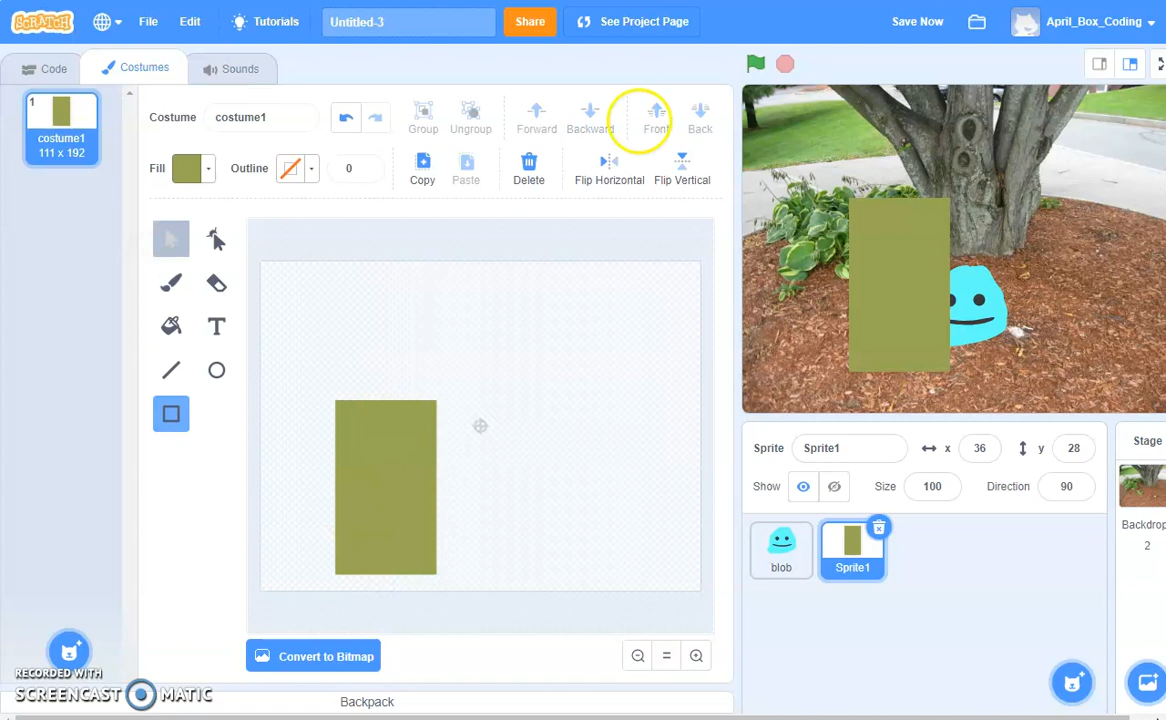 SCRATCH File Edit Tutorials Untitled-3 Share See Project Page Save Now April_Box_Coding
Code Costumes Sounds
1
costume1
111 x 192
Costume costume1 Group Ungroup Forward Backward Front Back
Fill Outline 0 Copy Paste Delete Flip Horizontal Flip Vertical
Convert to Bitmap
Backpack
Sprite Sprite1 x 36 y 28
Show Size 100 Direction 90
blob Sprite1
Stage
Backdrop
2
RECORDED WITH
SCREENCAST MATIC